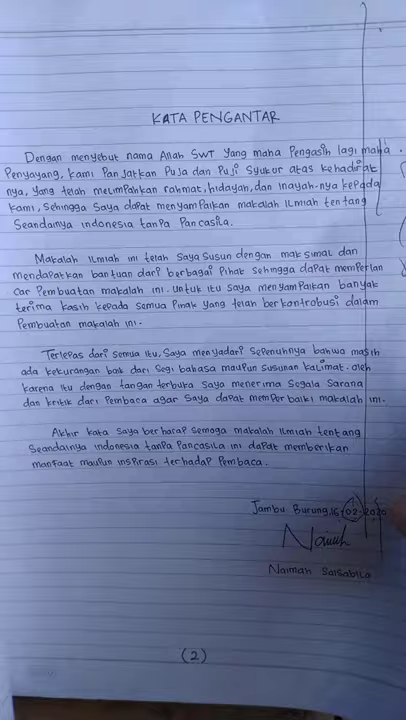 KATA PENGANTAR
Dengan menyebut nama Allah SWT yang maha Pengasih lagi maha
Penyayang, kami Panjatkan Puja dan Puji Syukur atas kehadirat
nya, yang telah melimpahkan rahmat, hidayah, dan inayah-nya kepada
kami, sehingga saya dapat menyampaikan makalah ilmiah tentang
Seandainya indonesia tanpa Pancasila.
Makalah ilmiah ini telah saya susun dengan maksimal dan
mendapatkan bantuan dari berbagai Pihak sehingga dapat memperlan
car Pembuatan makalah ini. untuk itu saya menyampaikan banyak
terima kasih kepada semua Pihak yang telah berkontrobusi dalam
Pembuatan makalah ini.
Terlepas dari semua itu, saya menyadari sepenuhnya bahwa masih
ada kekurangan baik dari segi bahasa maupun susunan kalimat. oleh
karena itu dengan tangan terbuka saya menerima segala sarana
dan kritik dari Pembaca agar saya dapat memperbaiki makalah ini.
Akhir kata saya berharap semoga makalah ilmiah tentang
Seandainya indonesia tanpa Pancasila ini dapat memberikan
manfaat maupun inspirasi terhadap Pembaca.
Jambu Burung, 16-02-2020
Naimah
Naimah Salsabila
(2)